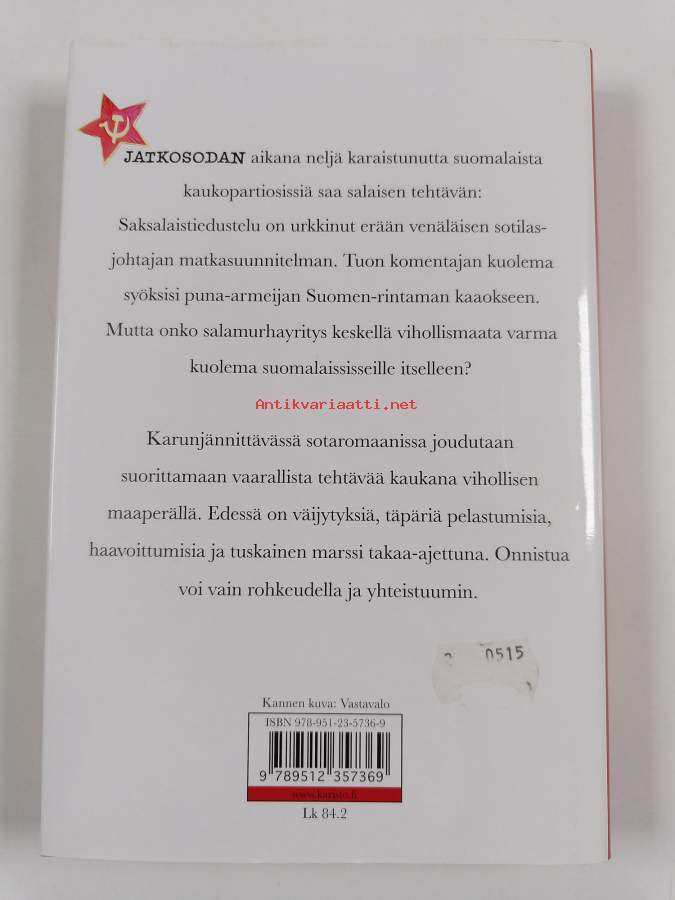 JATKOSODAN aikana neljä karaistunutta suomalaista
kaukopartiosissiä saa salaisen tehtävän:
Saksalaistiedustelu on urkkinut erään venäläisen sotilas-
johtajan matkasuunnitelman. Tuon komentajan kuolema
syöksisi puna-armeijan Suomen-rintaman kaaokseen.
Mutta onko salamurhayritys keskellä vihollismaata varma
kuolema suomalaississeille itselleen?
Antikvariaatti.net
Karunjännittävässä sotaromaanissa joudutaan
suorittamaan vaarallista tehtävää kaukana vihollisen
maaperällä. Edessä on väijytyksiä, täpäriä pelastumisia,
haavoittumisia ja tuskainen marssi takaa-ajettuna. Onnistua
voi vain rohkeudella ja yhteistuumin.
0515
Kannen kuva: Vastavalo
ISBN 978-951-23-5736-9
9 789512 357369
www.karisto.fi
Lk 84.2